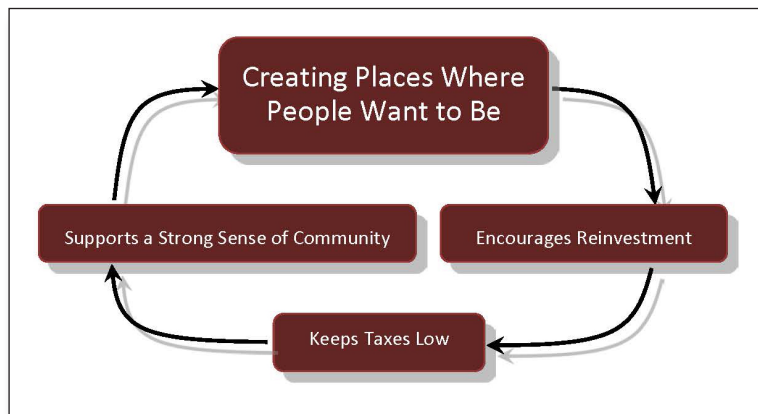 Creating Places Where
People Want to Be
Supports a Strong Sense of Community
Encourages Reinvestment
Keeps Taxes Low